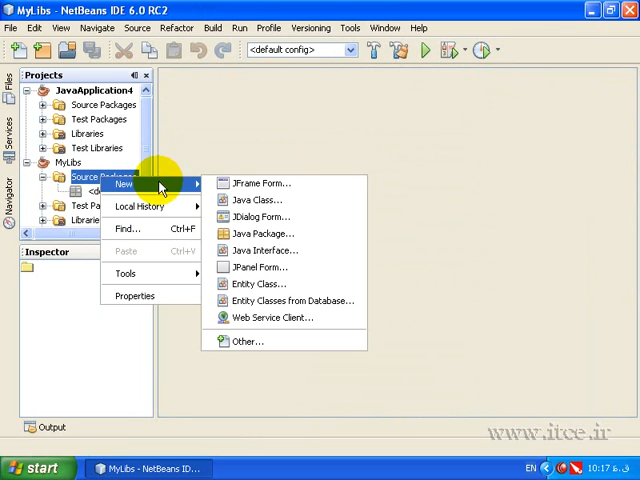 MyLibs - NetBeans IDE 6.0 RC2
File Edit View Navigate Source Refactor Build Run Profile Versioning Tools Window Help
<default config>
Projects
Files
Services
Navigator
JavaApplication4
Source Packages
Test Packages
Libraries
Test Libraries
MyLibs
Source Packages
<de
Test Pa
Librarie
Inspector
New
Local History
Find... Ctrl+F
Paste Ctrl+V
Tools
Properties
JFrame Form...
Java Class...
JDialog Form...
Java Package...
Java Interface...
JPanel Form...
Entity Class...
Entity Classes from Database...
Web Service Client...
Other...
Output
www.itce.ir
start
MyLibs - NetBeans ID...
EN
10:17 ق.ظ